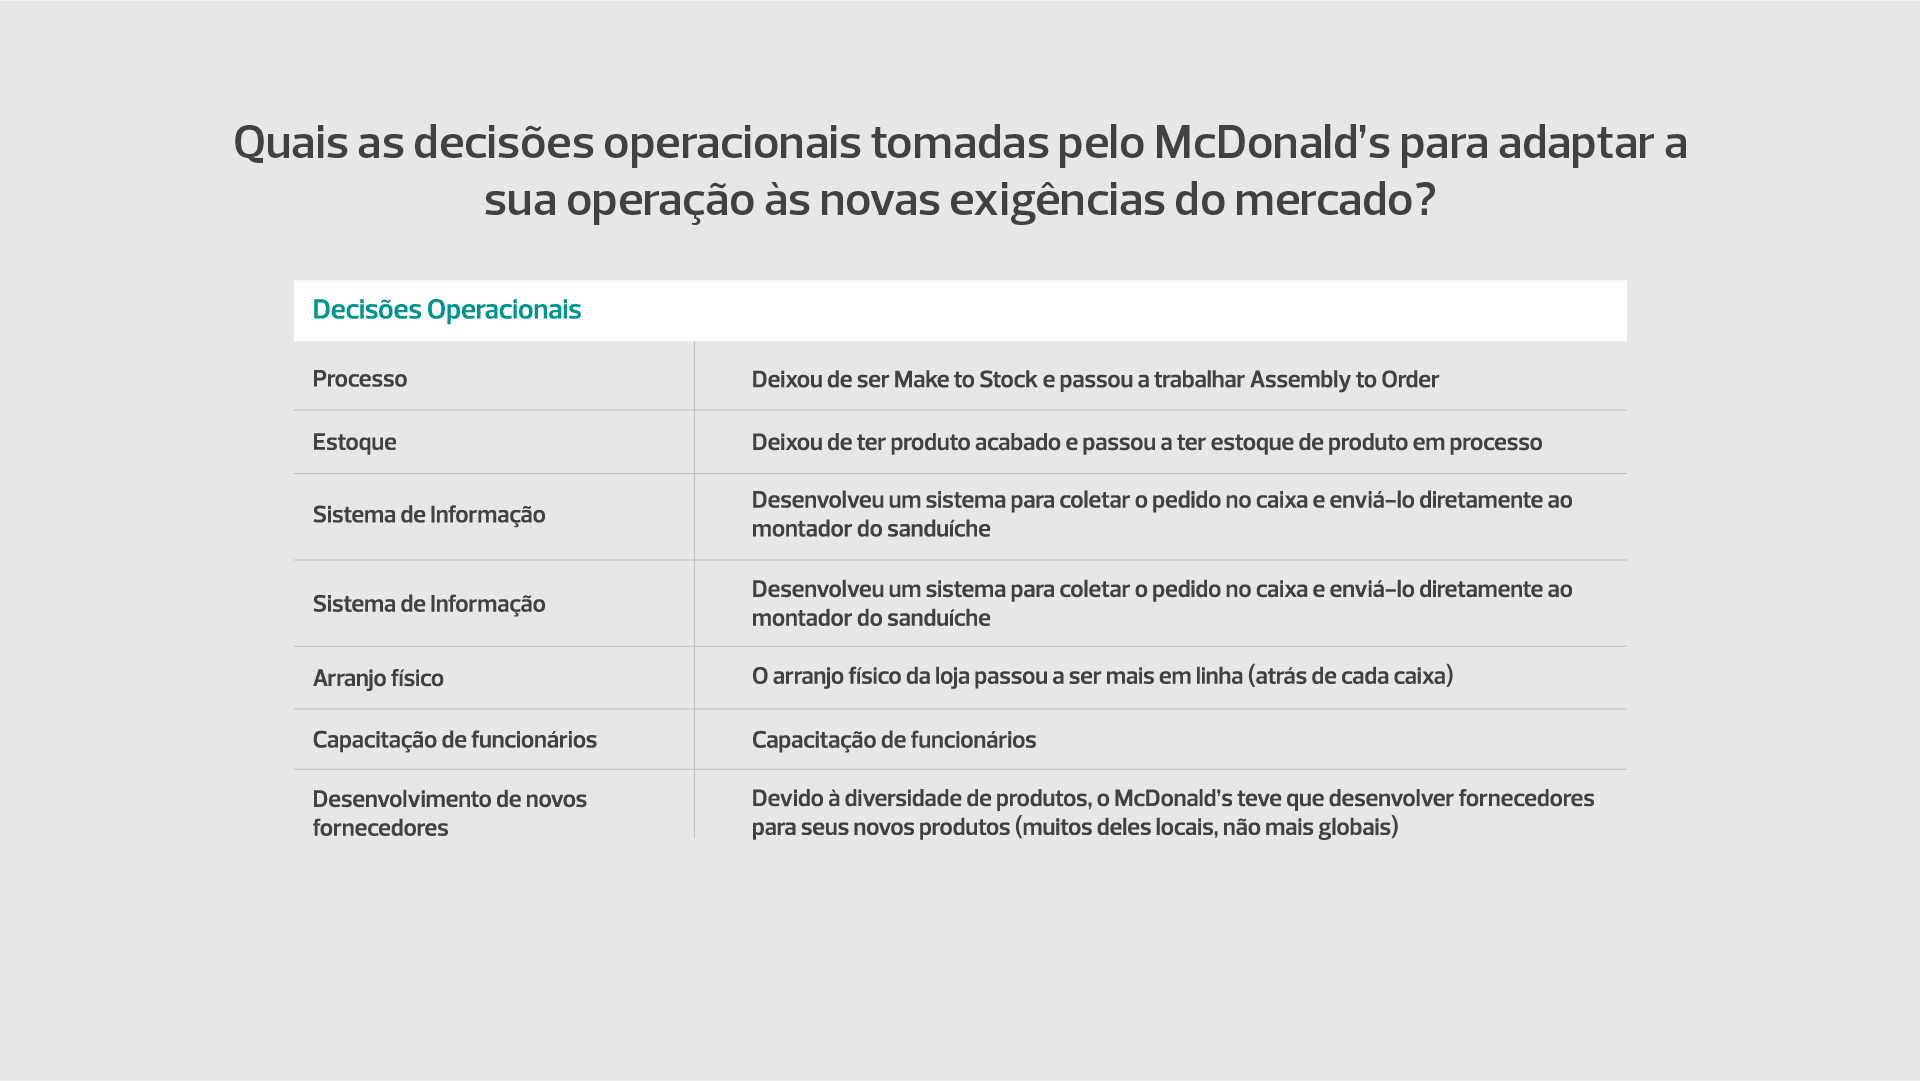 Quais as decisões operacionais tomadas pelo McDonald’s para adaptar a
sua operação às novas exigências do mercado?
Decisões Operacionais
Processo
Deixou de ser Make to Stock e passou a trabalhar Assembly to Order
Estoque
Deixou de ter produto acabado e passou a ter estoque de produto em processo
Sistema de Informação
Desenvolveu um sistema para coletar o pedido no caixa e enviá-lo diretamente ao
montador do sanduíche
Sistema de Informação
Desenvolveu um sistema para coletar o pedido no caixa e enviá-lo diretamente ao
montador do sanduíche
Arranjo físico
O arranjo físico da loja passou a ser mais em linha (atrás de cada caixa)
Capacitação de funcionários
Capacitação de funcionários
Desenvolvimento de novos
fornecedores
Devido à diversidade de produtos, o McDonald’s teve que desenvolver fornecedores
para seus novos produtos (muitos deles locais, não mais globais)